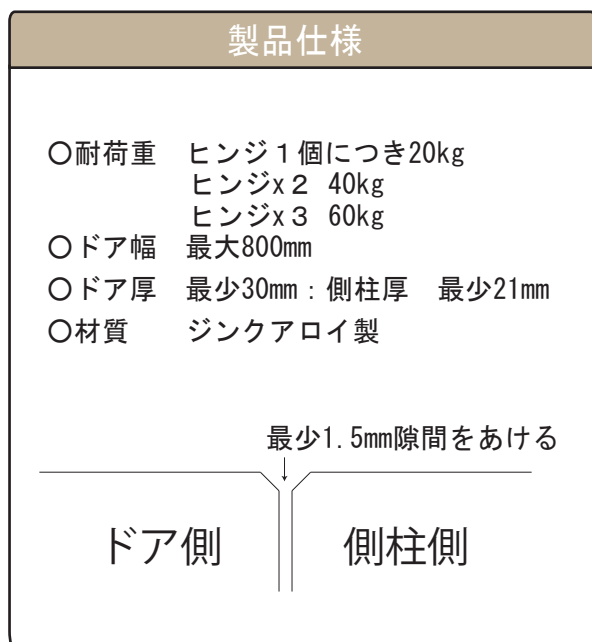 製品仕様
○耐荷重　ヒンジ１個につき20kg
ヒンジx２ 40kg
ヒンジx３ 60kg
○ドア幅　最大800mm
○ドア厚　最少30mm：側柱厚　最少21mm
○材質　　ジンクアロイ製
最少1.5mm隙間をあける
ドア側　側柱側